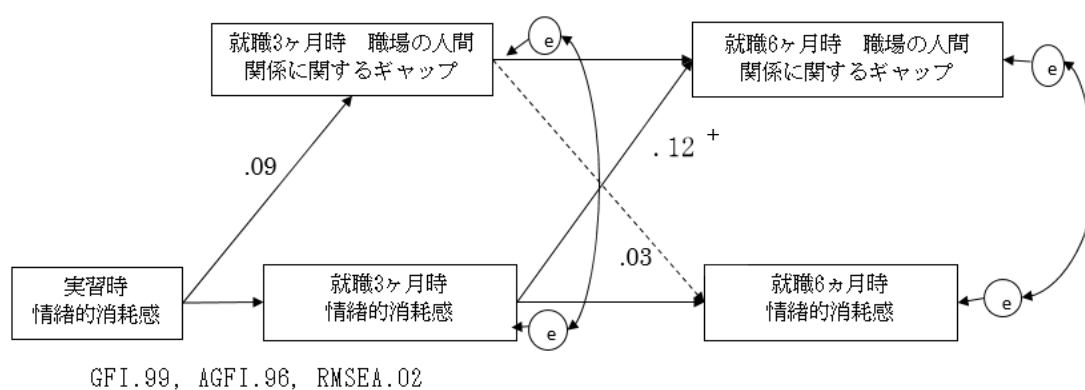 就職3ヶ月時　職場の人間
関係に関するギャップ
e
就職6ヶ月時　職場の人間
関係に関するギャップ
e
.09
.12 +
.03
実習時
情緒的消耗感
就職3ヶ月時
情緒的消耗感
e
就職6ヵ月時
情緒的消耗感
e
GFI.99, AGFI.96, RMSEA.02